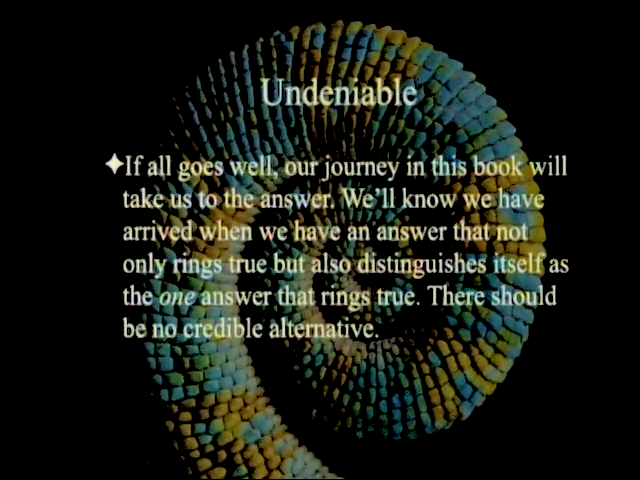 Undeniable
✦If all goes well, our journey in this book will
take us to the answer. We'll know we have
arrived when we have an answer that not
only rings true but also distinguishes itself as
the one answer that rings true. There should
be no credible alternative.